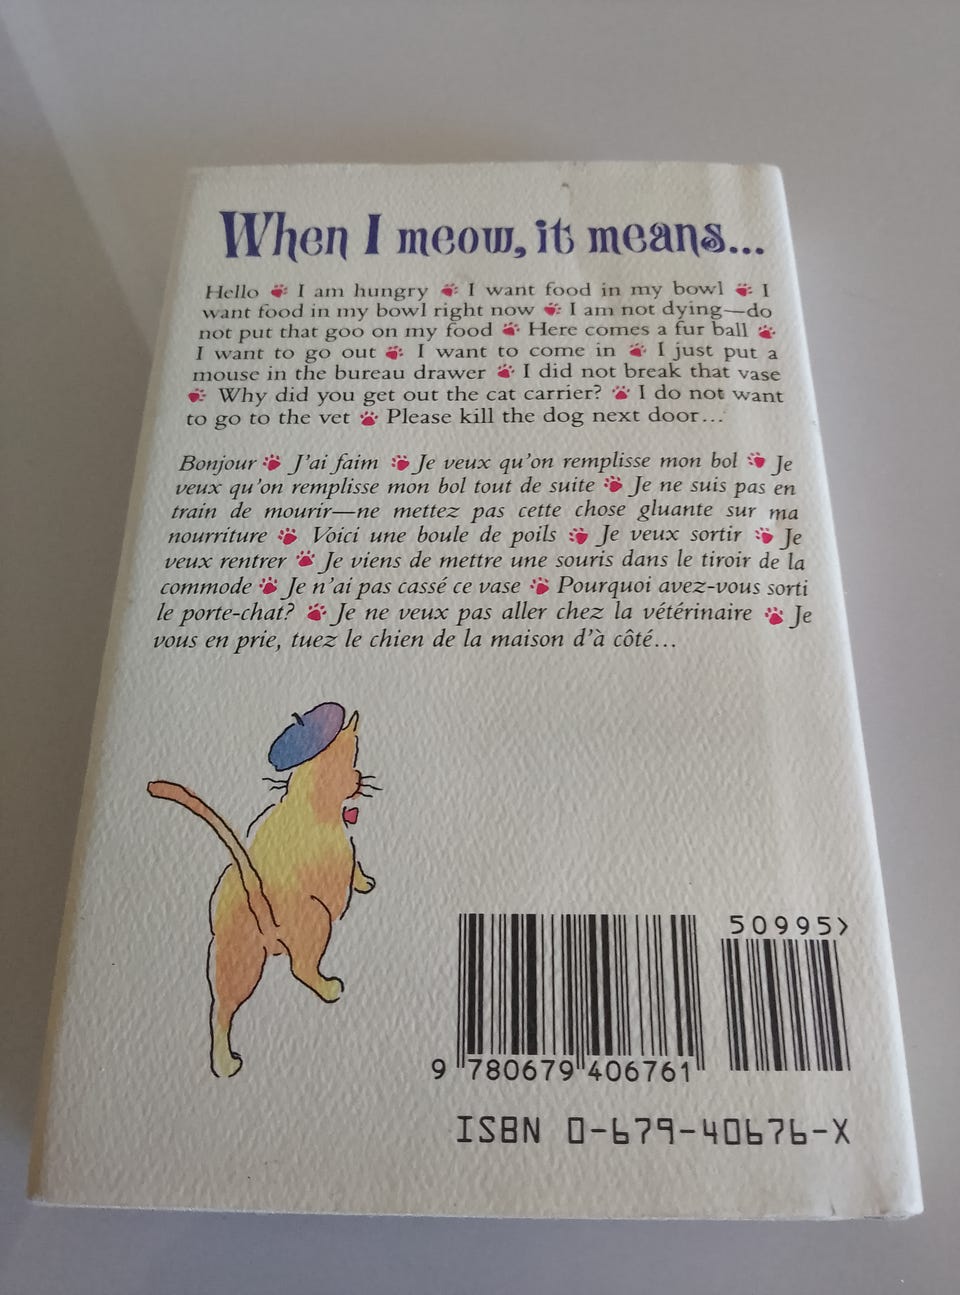 When I meow, it means...
Hello I am hungry I want food in my bowl I
want food in my bowl right now I am not dying—do
not put that goo on my food Here comes a fur ball
I want to go out I want to come in I just put a
mouse in the bureau drawer I did not break that vase
Why did you get out the cat carrier? I do not want
to go to the vet Please kill the dog next door...
Bonjour J'ai faim Je veux qu'on remplisse mon bol Je
veux qu'on remplisse mon bol tout de suite Je ne suis pas en
train de mourir—ne mettez pas cette chose gluante sur ma
nourriture Voici une boule de poils Je veux sortir Je
veux rentrer Je viens de mettre une souris dans le tiroir de la
commode Je n'ai pas cassé ce vase Pourquoi avez-vous sorti
le porte-chat? Je ne veux pas aller chez la vétérinaire Je
vous en prie, tuez le chien de la maison d'à côté...
50995>
9 780679 406761
ISBN 0-679-40676-X